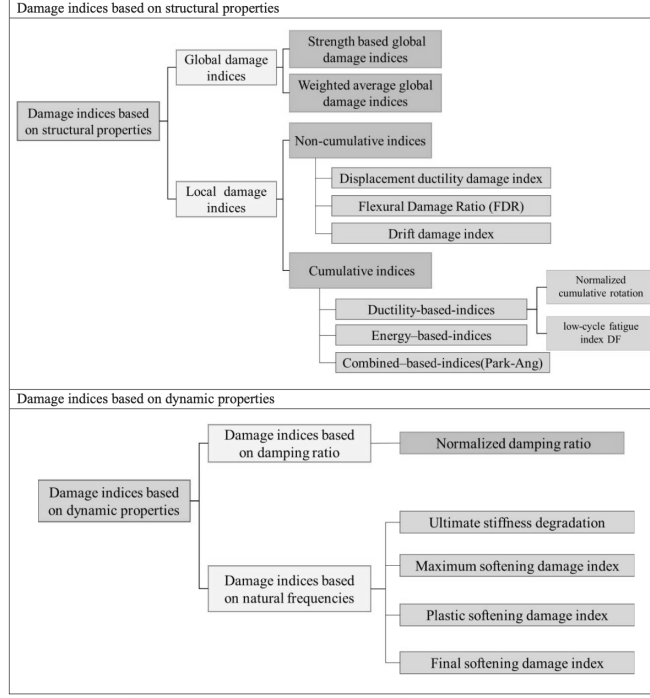 Damage indices based on structural properties
Strength based global
damage indices
Global damage
indices
Weighted average global
damage indices
Damage indices based
on structural properties
Non-cumulative indices
Displacement ductility damage index
Local damage
indices
Flexural Damage Ratio (FDR)
Drift damage index
Cumulative indices
Normalized
cumulative rotation
Ductility-based-indices
Energy–based-indices
low-cycle fatigue
index DF
Combined–based-indices(Park-Ang)
Damage indices based on dynamic properties
Damage indices based
on damping ratio
Normalized damping ratio
Damage indices based
on dynamic properties
Ultimate stiffness degradation
Maximum softening damage index
Damage indices based
on natural frequencies
Plastic softening damage index
Final softening damage index